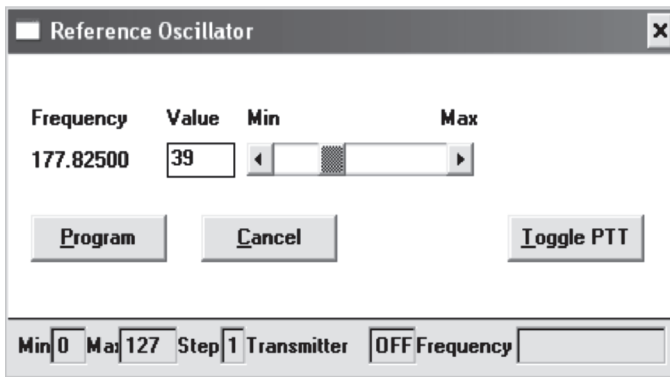 Reference Oscillator
Frequency Value Min Max
177.82500 39
Program Cancel Toggle PTT
Min 0 Max 127 Step 1 Transmitter OFF Frequency